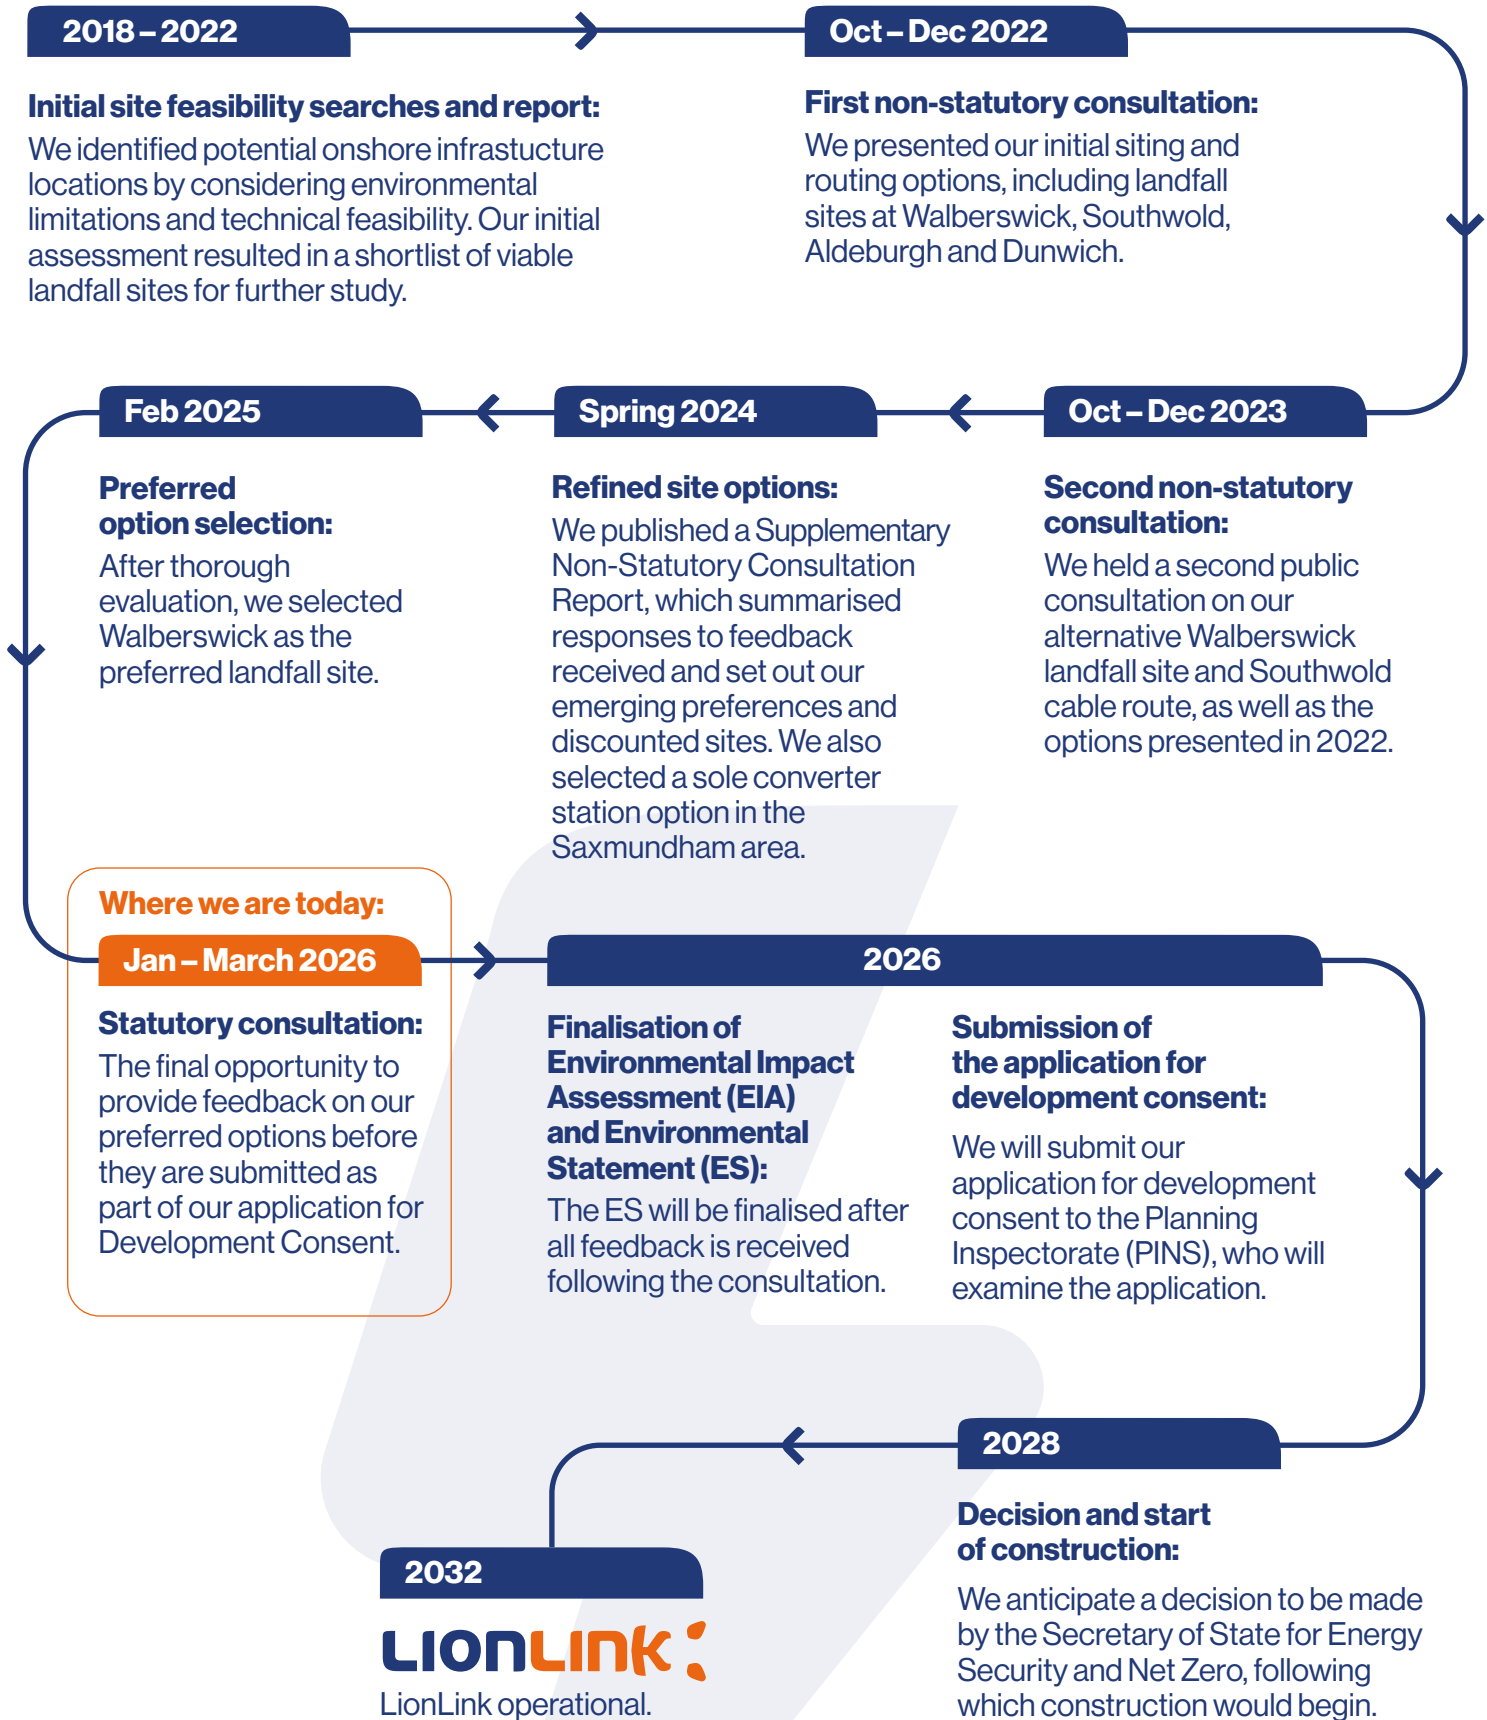 2018 – 2022
Initial site feasibility searches and report:
We identified potential onshore infrastucture
locations by considering environmental
limitations and technical feasibility. Our initial
assessment resulted in a shortlist of viable
landfall sites for further study.
Oct – Dec 2022
First non-statutory consultation:
We presented our initial siting and
routing options, including landfall
sites at Walberswick, Southwold,
Aldeburgh and Dunwich.
Oct – Dec 2023
Second non-statutory
consultation:
We held a second public
consultation on our
alternative Walberswick
landfall site and Southwold
cable route, as well as the
options presented in 2022.
Spring 2024
Refined site options:
We published a Supplementary
Non-Statutory Consultation
Report, which summarised
responses to feedback
received and set out our
emerging preferences and
discounted sites. We also
selected a sole converter
station option in the
Saxmundham area.
Feb 2025
Preferred
option selection:
After thorough
evaluation, we selected
Walberswick as the
preferred landfall site.
Where we are today:
Jan – March 2026
Statutory consultation:
The final opportunity to
provide feedback on our
preferred options before
they are submitted as
part of our application for
Development Consent.
2026
Finalisation of
Environmental Impact
Assessment (EIA)
and Environmental
Statement (ES):
The ES will be finalised after
all feedback is received
following the consultation.
Submission of
the application for
development consent:
We will submit our
application for development
consent to the Planning
Inspectorate (PINS), who will
examine the application.
2028
Decision and start
of construction:
We anticipate a decision to be made
by the Secretary of State for Energy
Security and Net Zero, following
which construction would begin.
2032
LIONLINK
LionLink operational.